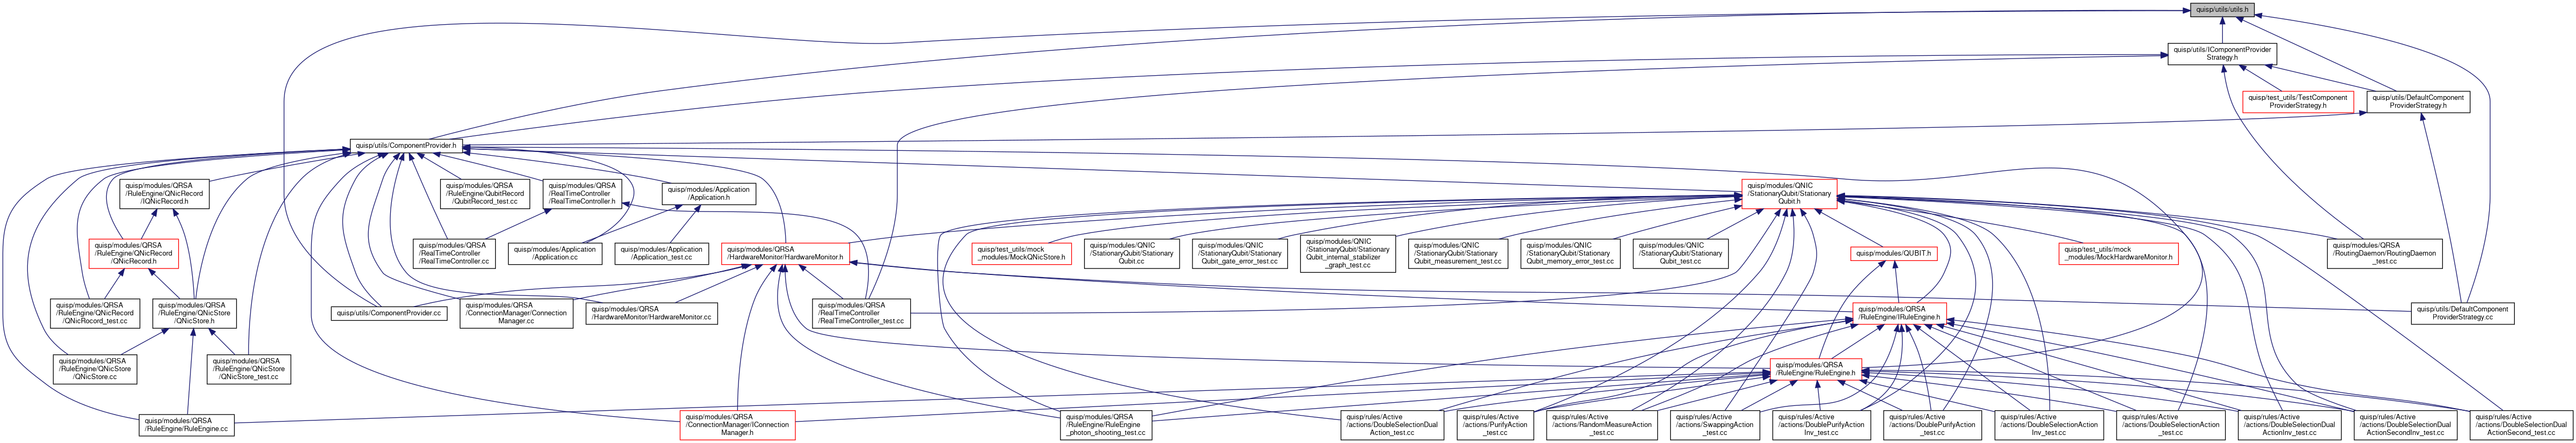 quisp/utils/utils.h
quisp/utils/IComponentProvider
Strategy.h
quisp/test_utils/TestComponent
ProviderStrategy.h
quisp/utils/DefaultComponent
ProviderStrategy.h
quisp/utils/ComponentProvider.h
quisp/modules/QRSA
/RuleEngine/QNicRecord
/IQNicRecord.h
quisp/modules/QRSA
/RuleEngine/QubitRecord
/QubitRecord_test.cc
quisp/modules/QRSA
/RealTimeController
/RealTimeController.h
quisp/modules/Application
/Application.h
quisp/modules/QNIC
/StationaryQubit/Stationary
Qubit.h
quisp/modules/QRSA
/RuleEngine/QNicRecord
/QNicRecord.h
quisp/modules/QRSA
/RealTimeController
/RealTimeController.cc
quisp/modules/Application
/Application.cc
quisp/modules/Application
/Application_test.cc
quisp/modules/QRSA
/HardwareMonitor/HardwareMonitor.h
quisp/test_utils/mock
_modules/MockQNicStore.h
quisp/modules/QNIC
/StationaryQubit/Stationary
Qubit.cc
quisp/modules/QNIC
/StationaryQubit/Stationary
Qubit_gate_error_test.cc
quisp/modules/QNIC
/StationaryQubit/Stationary
Qubit_internal_stabilizer
_graph_test.cc
quisp/modules/QNIC
/StationaryQubit/Stationary
Qubit_measurement_test.cc
quisp/modules/QNIC
/StationaryQubit/Stationary
Qubit_memory_error_test.cc
quisp/modules/QNIC
/StationaryQubit/Stationary
Qubit_test.cc
quisp/modules/QUBIT.h
quisp/test_utils/mock
_modules/MockHardwareMonitor.h
quisp/modules/QRSA
/RoutingDaemon/RoutingDaemon
_test.cc
quisp/modules/QRSA
/RuleEngine/QNicRecord
/QNicRocord_test.cc
quisp/modules/QRSA
/RuleEngine/QNicStore
/QNicStore.h
quisp/utils/ComponentProvider.cc
quisp/modules/QRSA
/ConnectionManager/Connection
Manager.cc
quisp/modules/QRSA
/HardwareMonitor/HardwareMonitor.cc
quisp/modules/QRSA
/RealTimeController
/RealTimeController_test.cc
quisp/modules/QRSA
/RuleEngine/IRuleEngine.h
quisp/utils/DefaultComponent
ProviderStrategy.cc
quisp/modules/QRSA
/RuleEngine/QNicStore
/QNicStore.cc
quisp/modules/QRSA
/RuleEngine/QNicStore
/QNicStore_test.cc
quisp/modules/QRSA
/RuleEngine/RuleEngine.h
quisp/modules/QRSA
/RuleEngine/RuleEngine.cc
quisp/modules/QRSA
/ConnectionManager/IConnection
Manager.h
quisp/modules/QRSA
/RuleEngine/RuleEngine
_photon_shooting_test.cc
quisp/rules/Active
/actions/DoubleSelectionDual
Action_test.cc
quisp/rules/Active
/actions/PurifyAction
_test.cc
quisp/rules/Active
/actions/RandomMeasureAction
_test.cc
quisp/rules/Active
/actions/SwappingAction
_test.cc
quisp/rules/Active
/actions/DoublePurifyAction
Inv_test.cc
quisp/rules/Active
/actions/DoublePurifyAction
_test.cc
quisp/rules/Active
/actions/DoubleSelectionAction
Inv_test.cc
quisp/rules/Active
/actions/DoubleSelectionAction
_test.cc
quisp/rules/Active
/actions/DoubleSelectionDual
ActionInv_test.cc
quisp/rules/Active
/actions/DoubleSelectionDual
ActionSecondInv_test.cc
quisp/rules/Active
/actions/DoubleSelectionDual
ActionSecond_test.cc